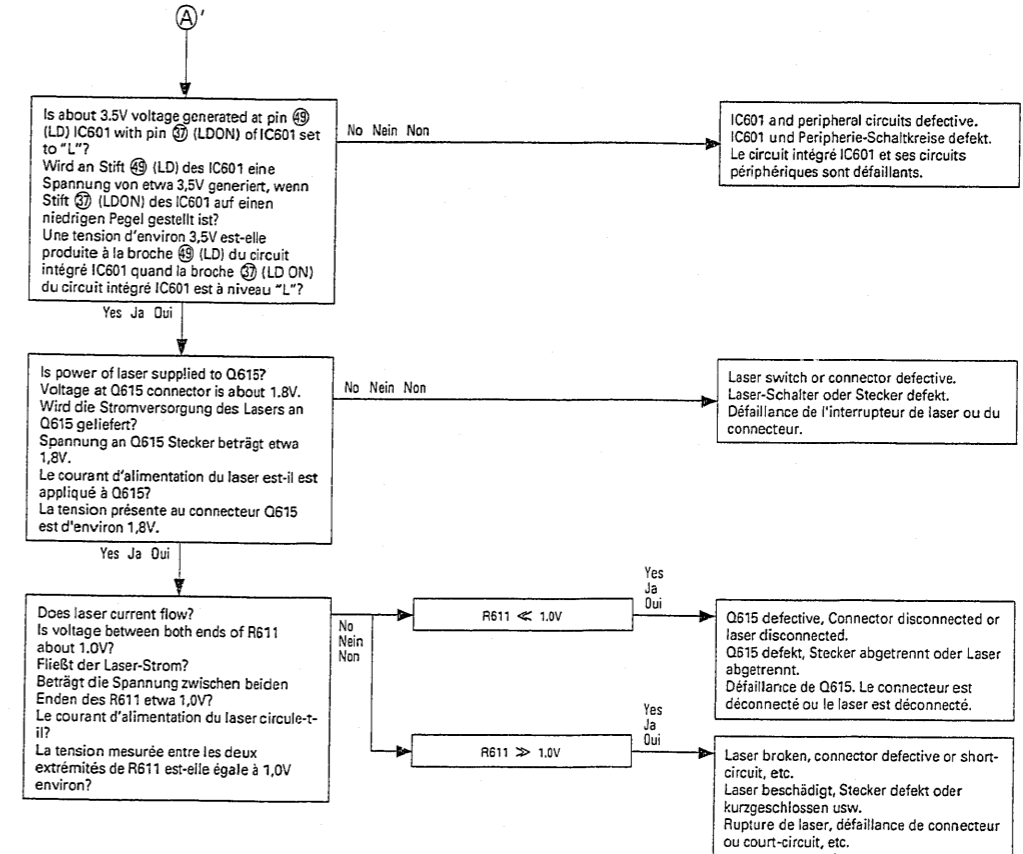 Ⓐ'
Is about 3.5V voltage generated at pin ㊾
(LD) IC601 with pin ㊲ (LDON) of IC601 set
to "L"?
Wird an Stift ㊾ (LD) des IC601 eine
Spannung von etwa 3,5V generiert, wenn
Stift ㊲ (LDON) des IC601 auf einen
niedrigen Pegel gestellt ist?
Une tension d'environ 3,5V est-elle
produite à la broche ㊾ (LD) du circuit
intégré IC601 quand la broche ㊲ (LD ON)
du circuit intégré IC601 est à niveau "L"?
No Nein Non
IC601 and peripheral circuits defective.
IC601 und Peripherie-Schaltkreise defekt.
Le circuit intégré IC601 et ses circuits
périphériques sont défaillants.
Yes Ja Oui
Is power of laser supplied to Q615?
Voltage at Q615 connector is about 1.8V.
Wird die Stromversorgung des Lasers an
Q615 geliefert?
Spannung an Q615 Stecker beträgt etwa
1,8V.
Le courant d'alimentation du laser est-il est
appliqué à Q615?
La tension présente au connecteur Q615
est d'environ 1,8V.
No Nein Non
Laser switch or connector defective.
Laser-Schalter oder Stecker defekt.
Défaillance de l'interrupteur de laser ou du
connecteur.
Yes Ja Oui
Does laser current flow?
Is voltage between both ends of R611
about 1.0V?
Fließt der Laser-Strom?
Beträgt die Spannung zwischen beiden
Enden des R611 etwa 1,0V?
Le courant d'alimentation du laser circule-t-
il?
La tension mesurée entre les deux
extrémités de R611 est-elle égale à 1,0V
environ?
No
Nein
Non
R611 ≪ 1.0V
Yes
Ja
Oui
Q615 defective, Connector disconnected or
laser disconnected.
Q615 defekt, Stecker abgetrennt oder Laser
abgetrennt.
Défaillance de Q615. Le connecteur est
déconnecté ou le laser est déconnecté.
R611 ≫ 1.0V
Yes
Ja
Oui
Laser broken, connector defective or short-
circuit, etc.
Laser beschädigt, Stecker defekt oder
kurzgeschlossen usw.
Rupture de laser, défaillance de connecteur
ou court-circuit, etc.